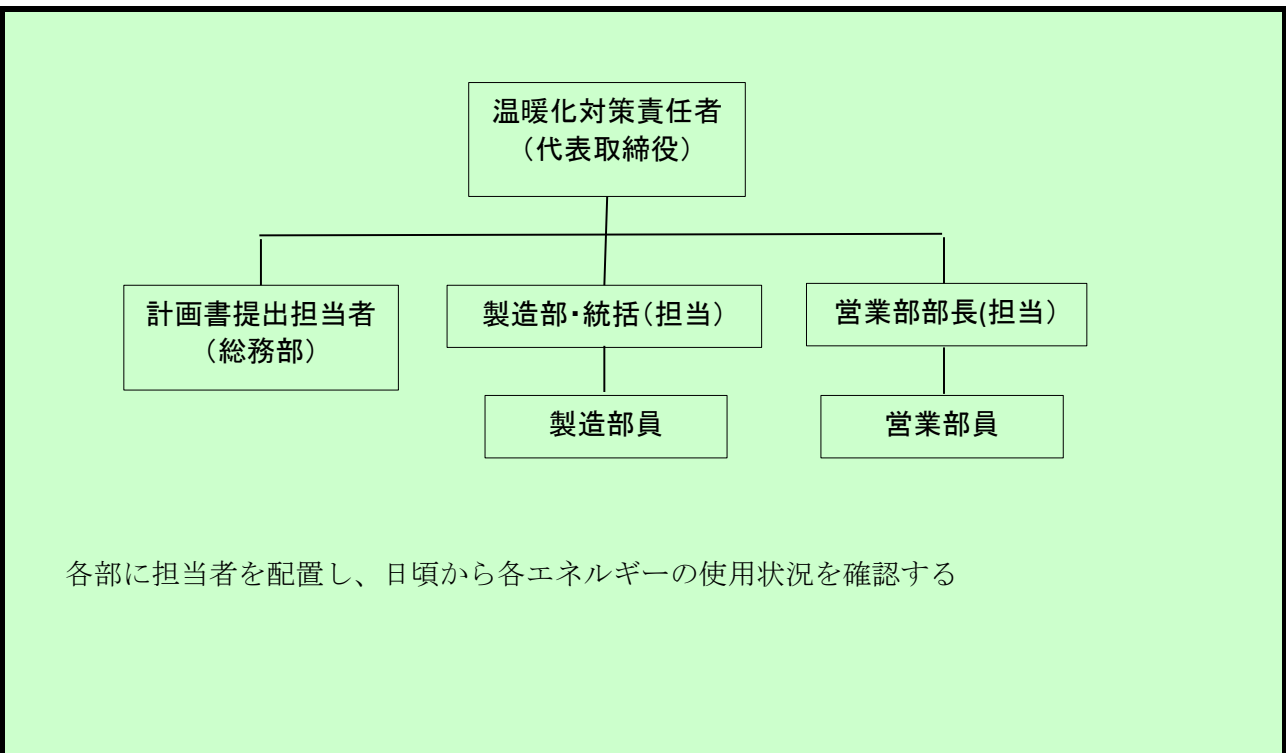 温暖化対策責任者
（代表取締役）
計画書提出担当者
（総務部）
製造部・統括（担当）
営業部部長(担当）
製造部員
営業部員
各部に担当者を配置し、日頃から各エネルギーの使用状況を確認する